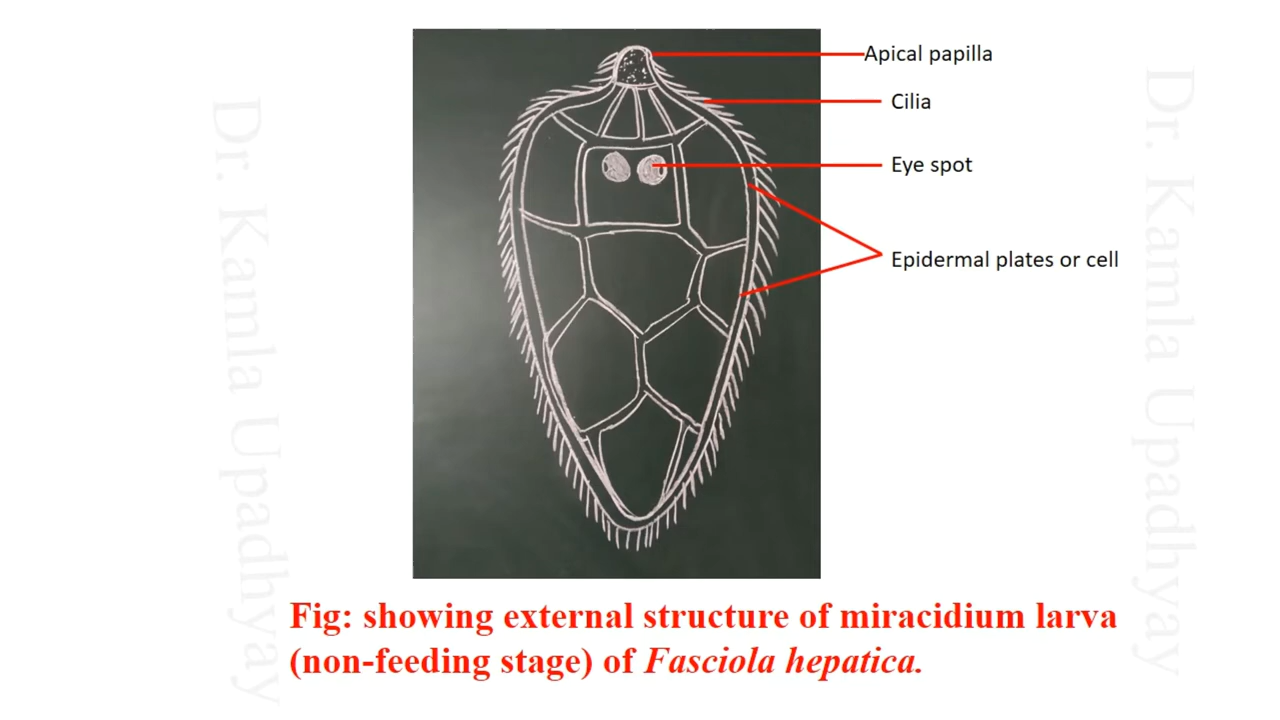 Apical papilla
Cilia
Eye spot
Epidermal plates or cell
Dr. Kamla Upadhyay
Dr. Kamla Upadhyay
Fig: showing external structure of miracidium larva
(non-feeding stage) of Fasciola hepatica.